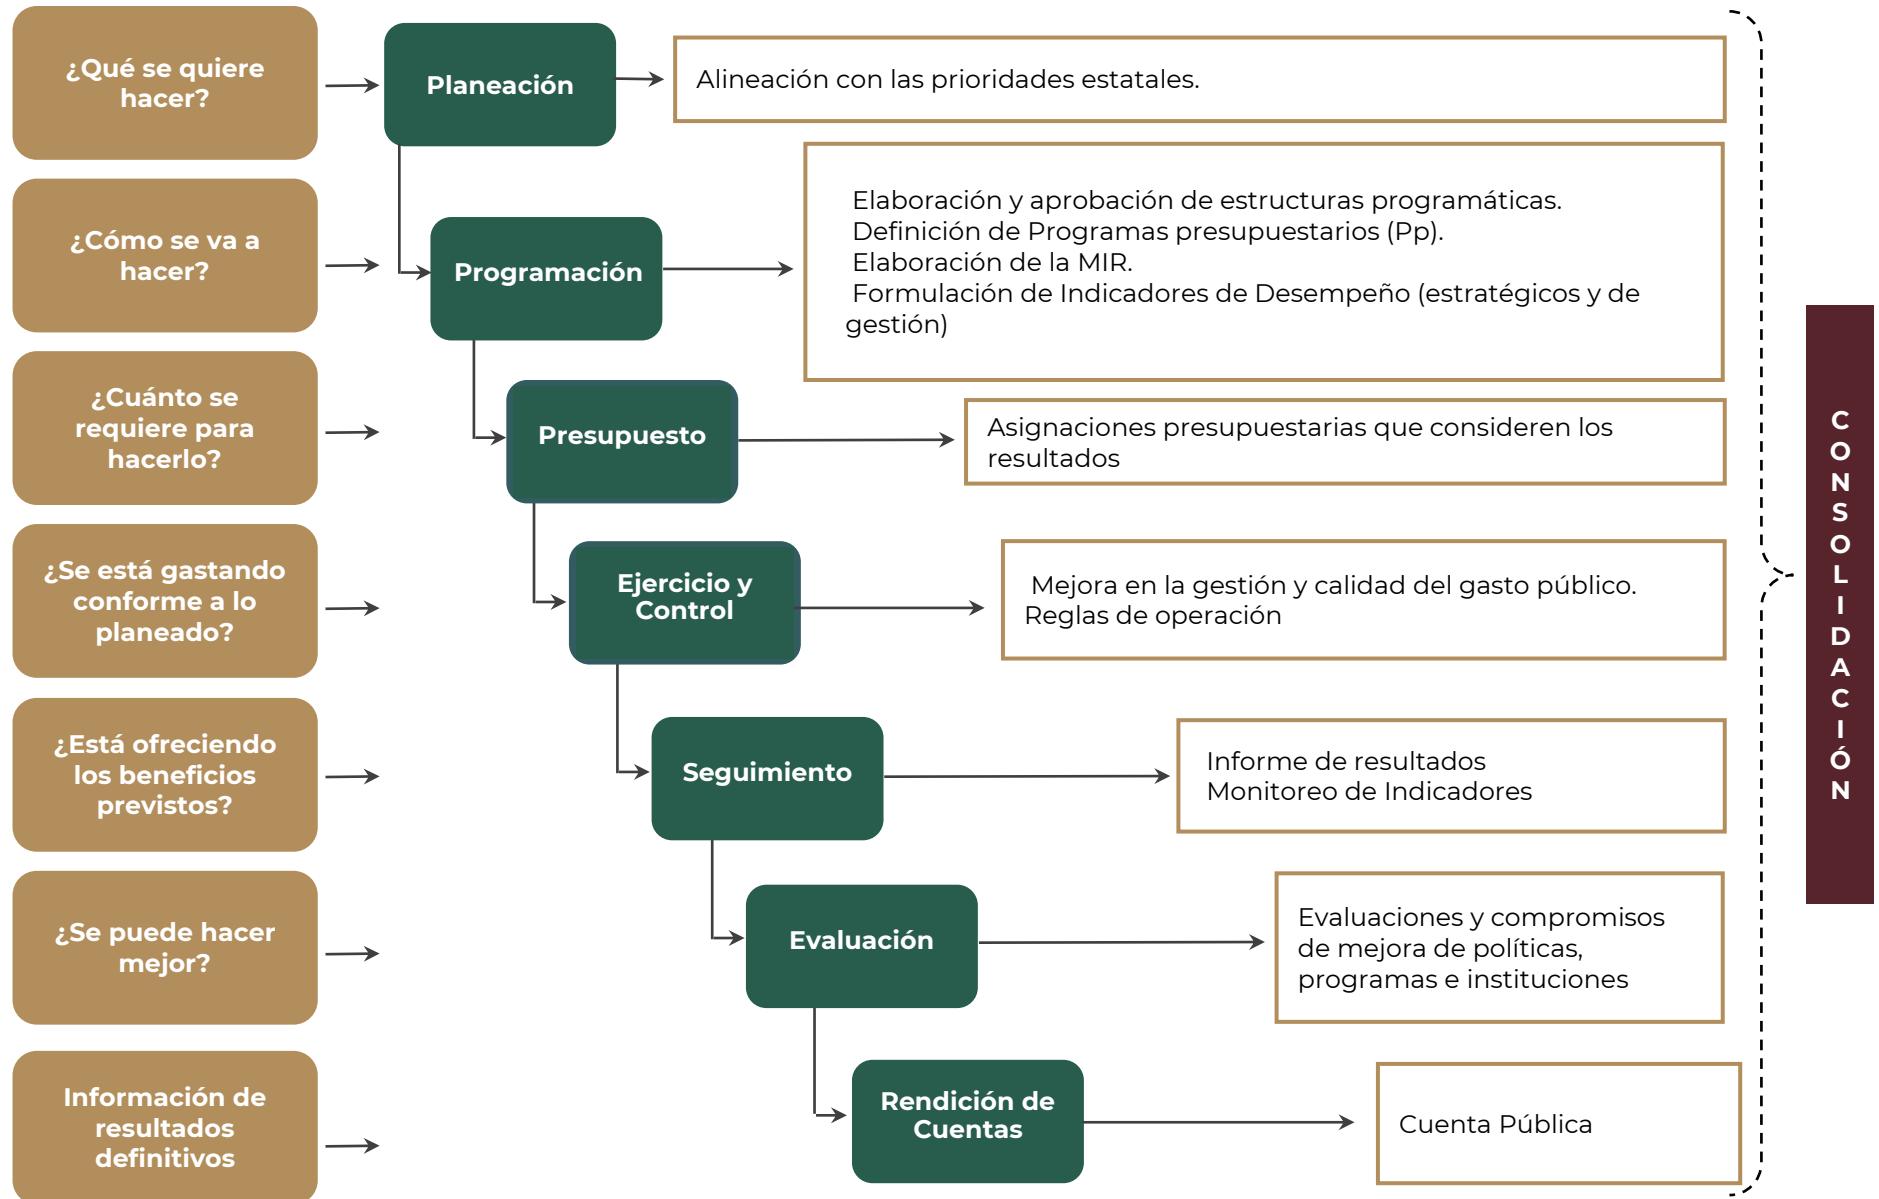 ¿Qué se quiere
hacer?
Planeación
Alineación con las prioridades estatales.
¿Cómo se va a
hacer?
Programación
Elaboración y aprobación de estructuras programáticas.
Definición de Programas presupuestarios (Pp).
Elaboración de la MIR.
Formulación de Indicadores de Desempeño (estratégicos y de
gestión)
¿Cuánto se
requiere para
hacerlo?
Presupuesto
Asignaciones presupuestarias que consideren los
resultados
¿Se está gastando
conforme a lo
planeado?
Ejercicio y
Control
Mejora en la gestión y calidad del gasto público.
Reglas de operación
¿Está ofreciendo
los beneficios
previstos?
Seguimiento
Informe de resultados
Monitoreo de Indicadores
¿Se puede hacer
mejor?
Evaluación
Evaluaciones y compromisos
de mejora de políticas,
programas e instituciones
Información de
resultados
definitivos
Rendición de
Cuentas
Cuenta Pública
CONSOLIDACIÓN